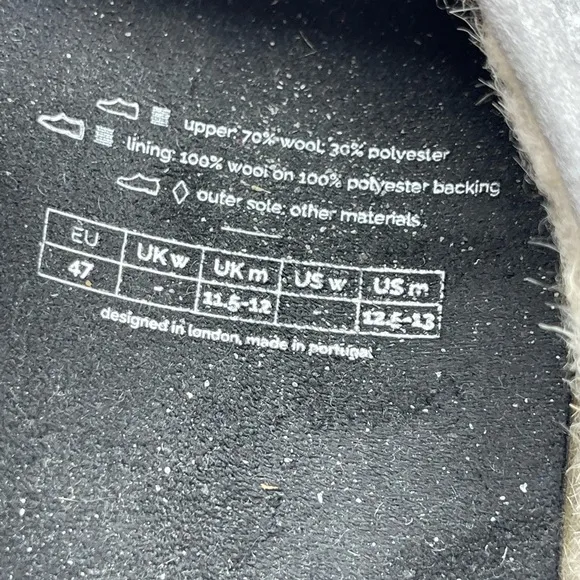 upper: 70% wool, 30% polyester
lining: 100% wool on 100% polyester backing
outer sole: other materials
EU UK w UK m US w US m
47 - 11.5-12 - 12.5-13
designed in london, made in portugal